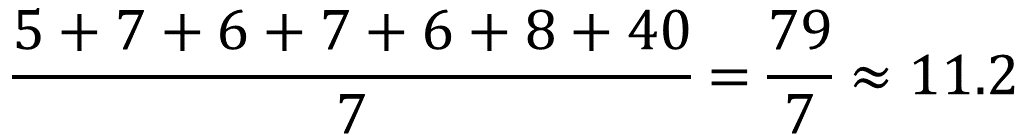 5 + 7 + 6 + 7 + 6 + 8 + 40
7
= 79
7
≈ 11.2